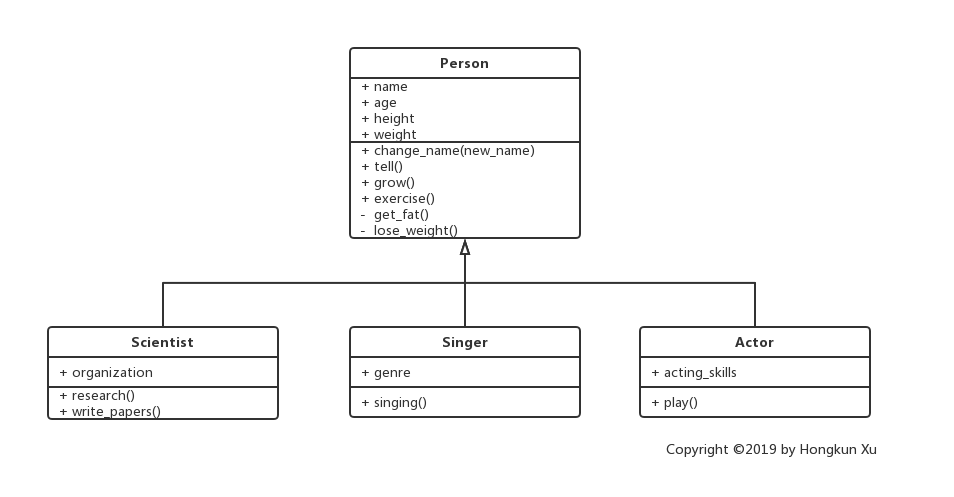 Person
+ name
+ age
+ height
+ weight
+ change_name(new_name)
+ tell()
+ grow()
+ exercise()
- get_fat()
- lose_weight()
Scientist
+ organization
+ research()
+ write_papers()
Singer
+ genre
+ singing()
Actor
+ acting_skills
+ play()
Copyright ©2019 by Hongkun Xu